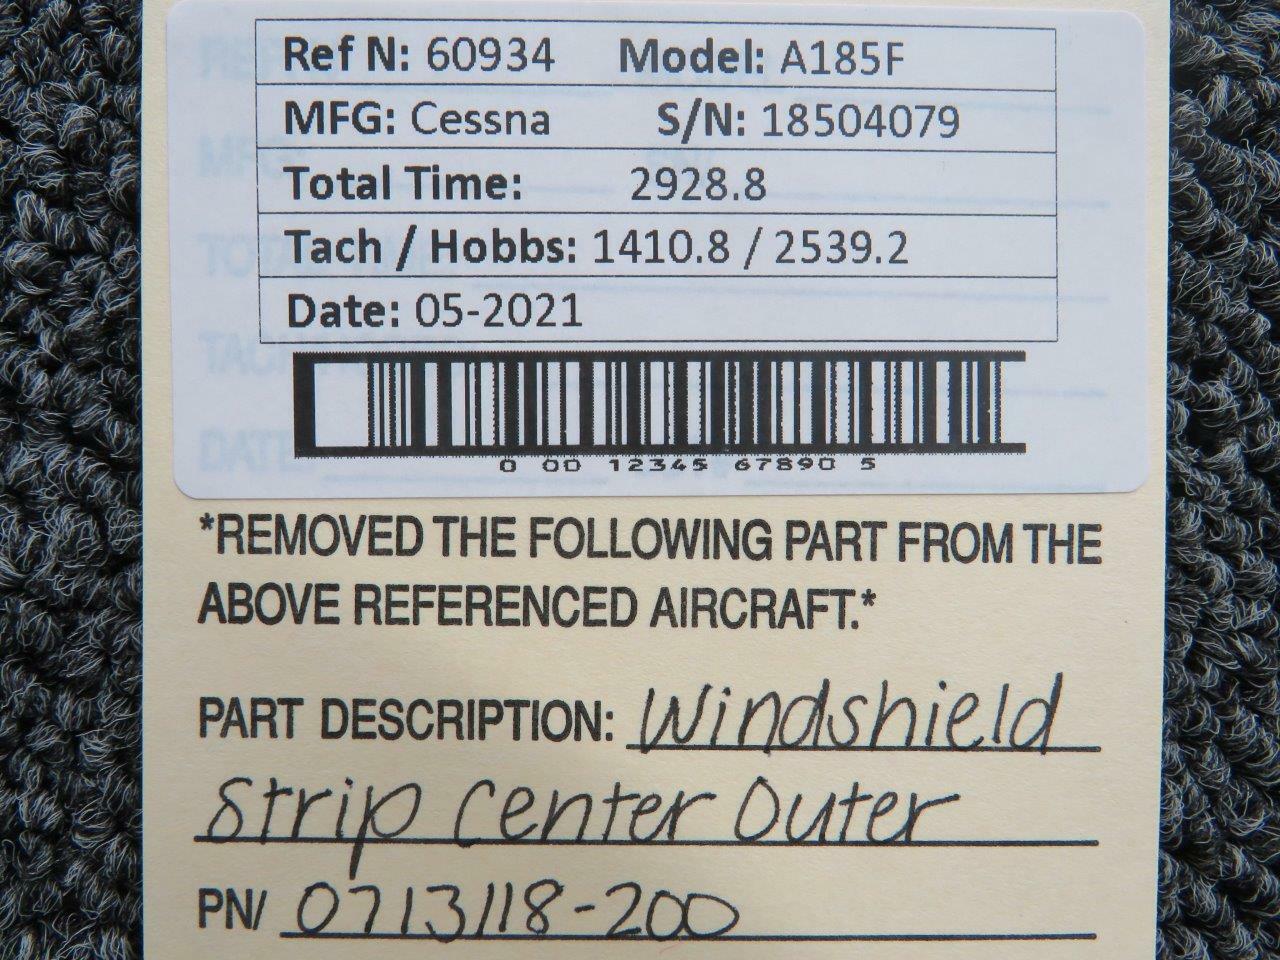 Ref N: 60934 Model: A185F
MFG: Cessna S/N: 18504079
Total Time: 2928.8
Tach / Hobbs: 1410.8 / 2539.2
Date: 05-2021
0 00 12345 67890 5
*REMOVED THE FOLLOWING PART FROM THE
ABOVE REFERENCED AIRCRAFT.*
PART DESCRIPTION: Windshield
Strip Center Outer
PN/ 0713118-200